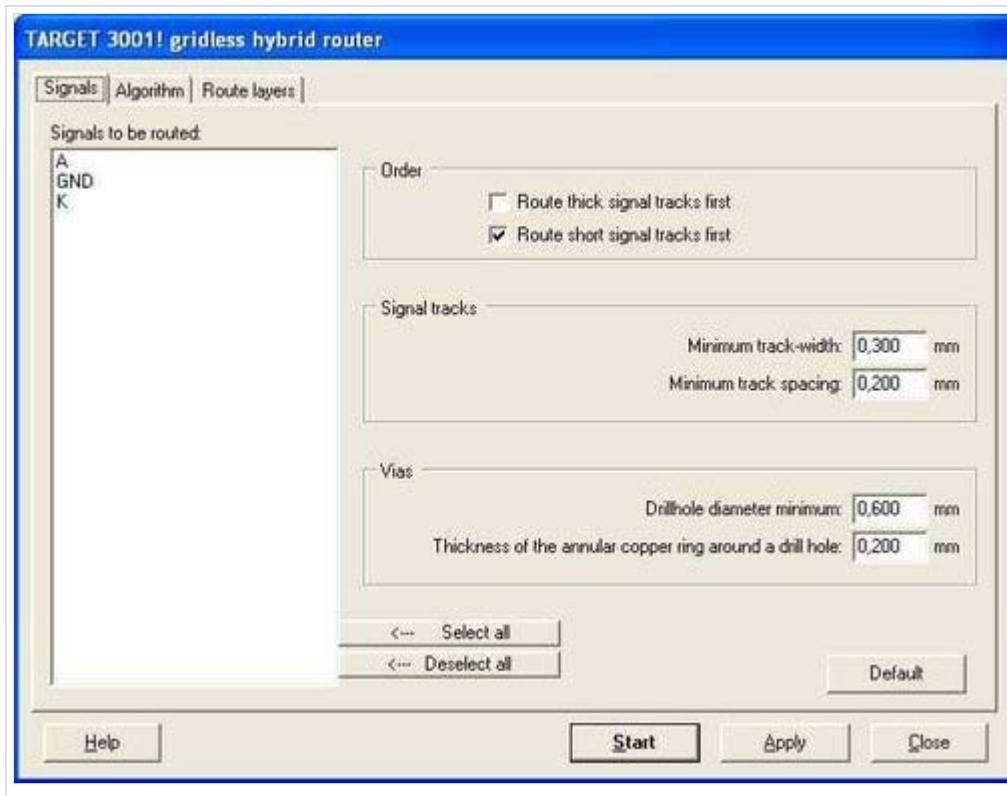 TARGET 3001! gridless hybrid router
Signals Algorithm Route layers
Signals to be routed:
A
GND
K
Order
Route thick signal tracks first
Route short signal tracks first
Signal tracks
Minimum track-width: 0,300 mm
Minimum track spacing: 0,200 mm
Vias
Drillhole diameter minimum: 0,600 mm
Thickness of the annular copper ring around a drill hole: 0,200 mm
<--- Select all
<--- Deselect all
Default
Help Start Apply Close